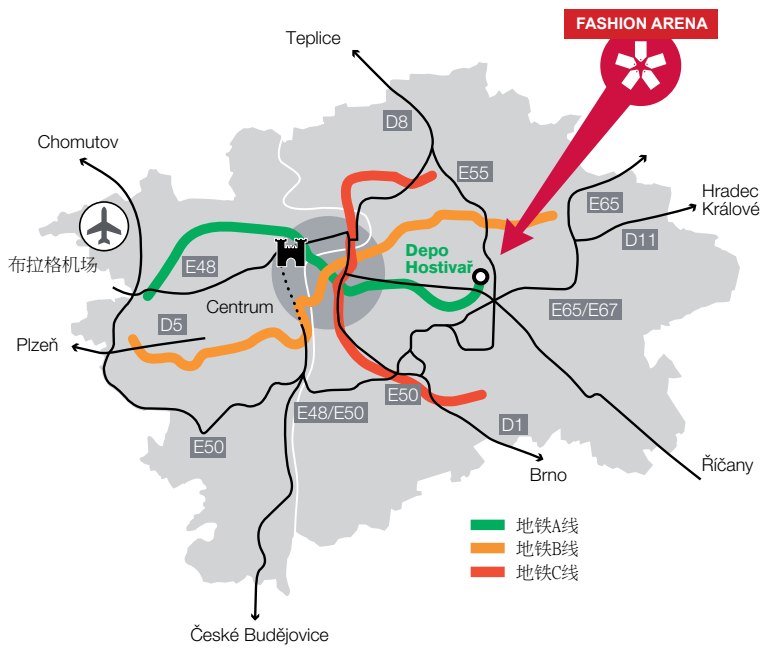 FASHION ARENA
Teplice
D8
Chomutov
E55
Hradec
Králové
E65
D11
布拉格机场
E48
Depo
Hostivař
Centrum
E65/E67
D5
Plzeň
E50
E48/E50
D1
E50
Říčany
Brno
地铁A线
地铁B线
地铁C线
České Budějovice